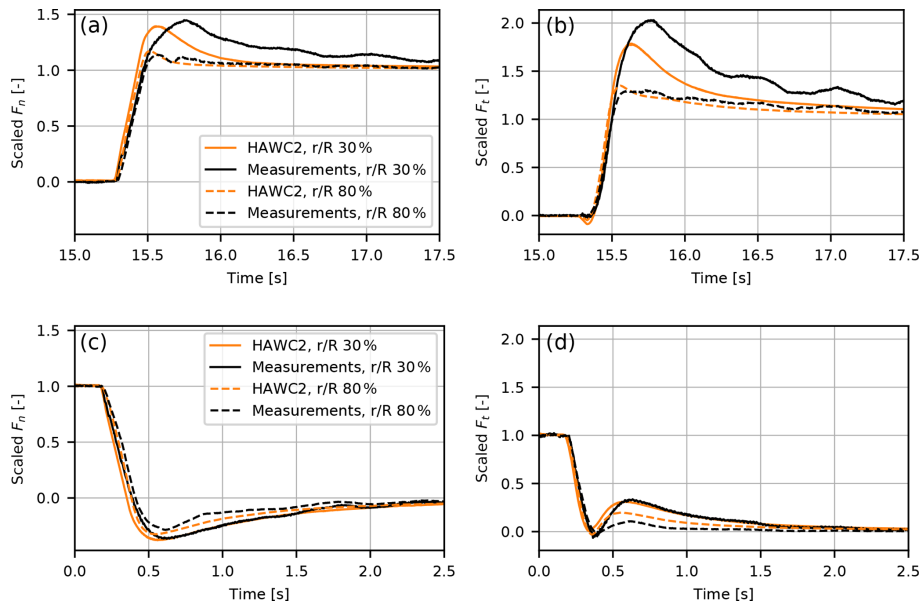 (a)
Scaled Fn [-]
1.5
1.0
0.5
0.0
HAWC2, r/R 30%
Measurements, r/R 30%
HAWC2, r/R 80%
Measurements, r/R 80%
15.0 15.5 16.0 16.5 17.0 17.5
Time [s]
(b)
Scaled Ft [-]
2.0
1.5
1.0
0.5
0.0
15.0 15.5 16.0 16.5 17.0 17.5
Time [s]
(c)
Scaled Fn [-]
1.5
1.0
0.5
0.0
HAWC2, r/R 30%
Measurements, r/R 30%
HAWC2, r/R 80%
Measurements, r/R 80%
0.0 0.5 1.0 1.5 2.0 2.5
Time [s]
(d)
Scaled Ft [-]
2.0
1.5
1.0
0.5
0.0
0.0 0.5 1.0 1.5 2.0 2.5
Time [s]